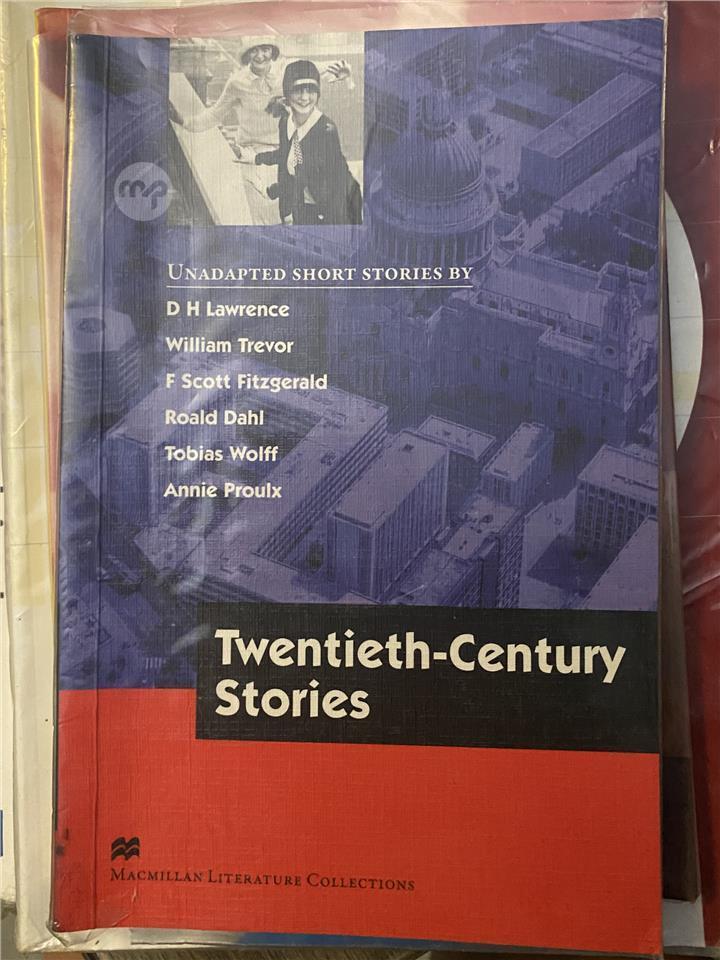 mp
UNADAPTED SHORT STORIES BY
D H Lawrence
William Trevor
F Scott Fitzgerald
Roald Dahl
Tobias Wolff
Annie Proulx
Twentieth-Century
Stories
MACMILLAN LITERATURE COLLECTIONS